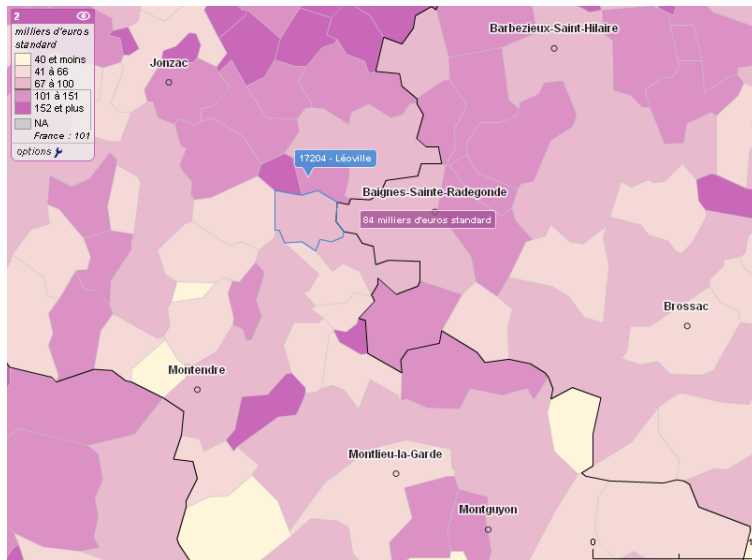 2
milliers d'euros
standard
40 et moins
41 à 66
67 à 100
101 à 151
152 et plus
NA
France : 101
options
Barbezieux-Saint-Hilaire
Jonzac
17204 - Léoville
Baignes-Sainte-Radegonde
84 milliers d'euros standard
Brossac
Montendre
Montlieu-la-Garde
Montguyon
0